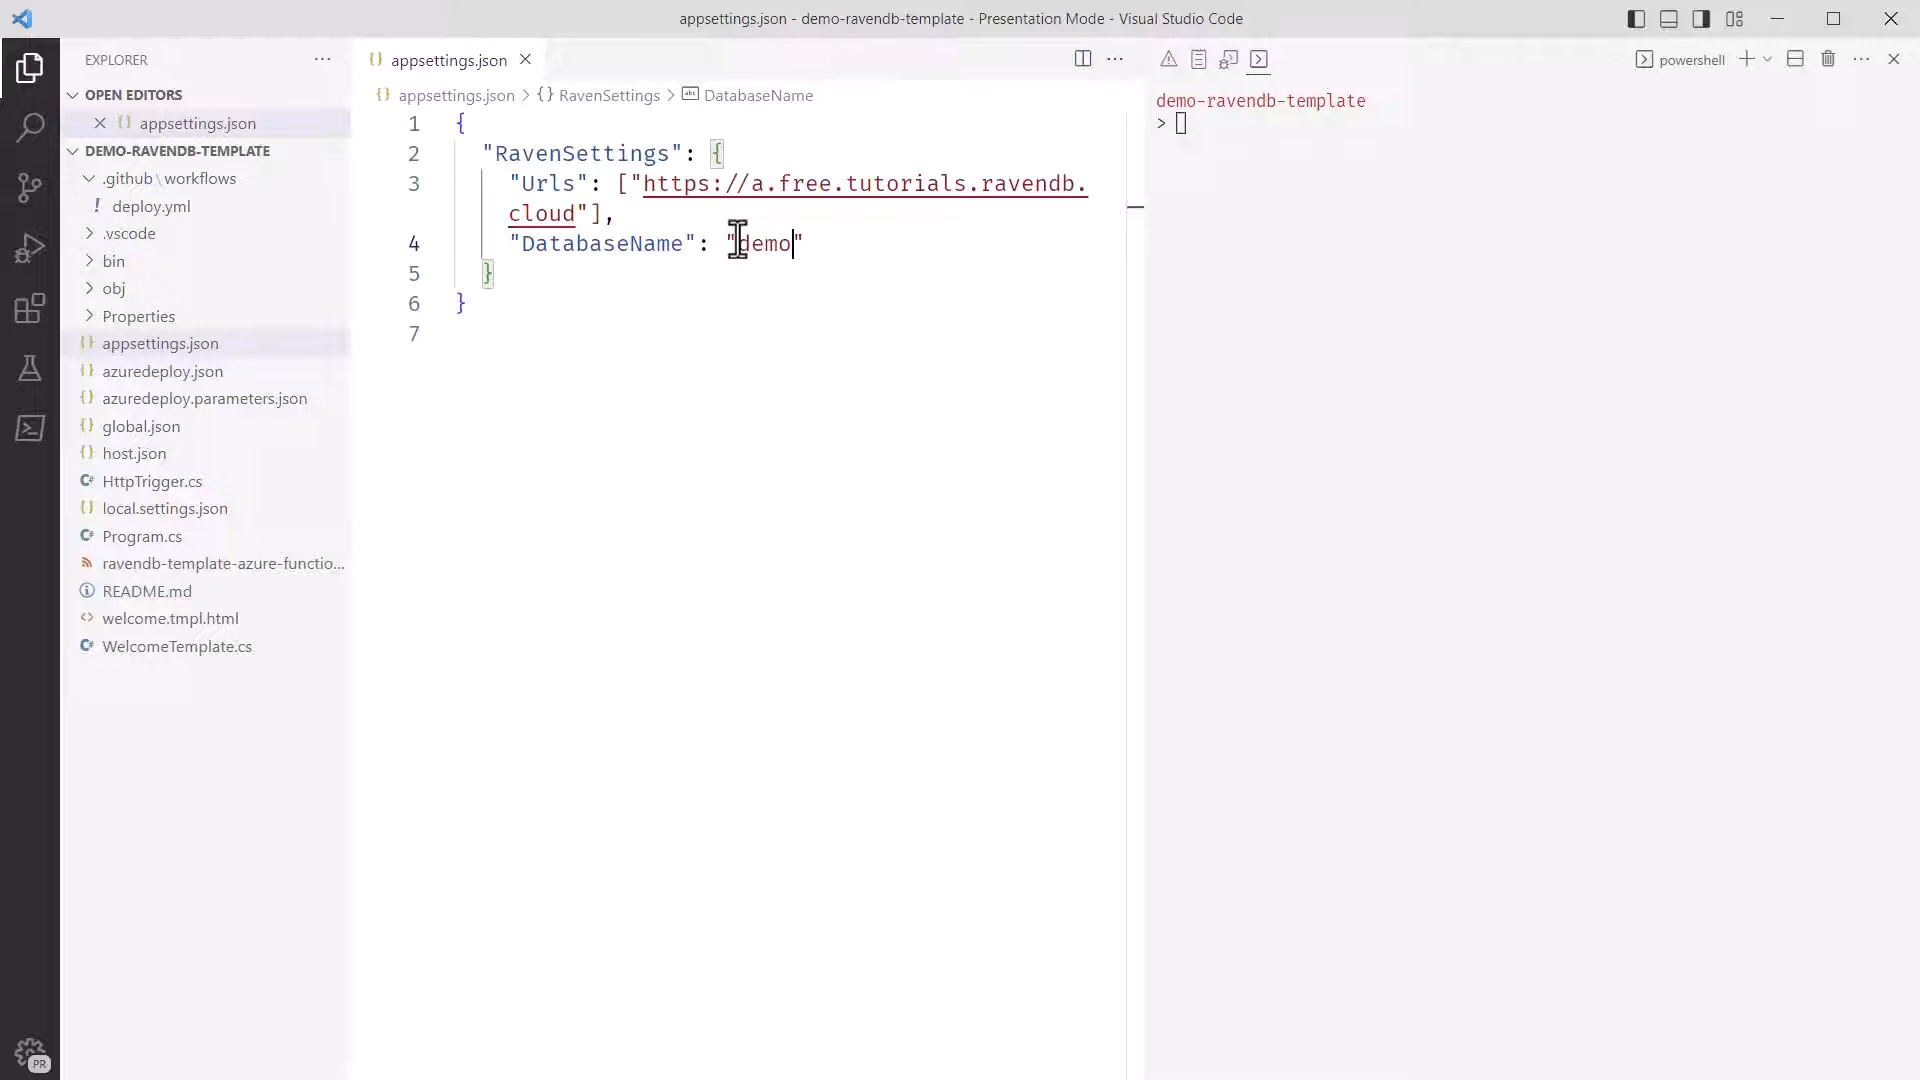 appsettings.json - demo-ravendb-template - Presentation Mode - Visual Studio Code
EXPLORER
OPEN EDITORS
appsettings.json
DEMO-RAVENDB-TEMPLATE
.github\workflows
deploy.yml
.vscode
bin
obj
Properties
appsettings.json
azuredeploy.json
azuredeploy.parameters.json
global.json
host.json
HttpTrigger.cs
local.settings.json
Program.cs
ravendb-template-azure-functio...
README.md
welcome.tmpl.html
WelcomeTemplate.cs
PR
appsettings.json
appsettings.json > {} RavenSettings > abc DatabaseName
1 {
2 "RavenSettings": {
3 "Urls": ["https://a.free.tutorials.ravendb.
cloud"],
4 "DatabaseName": "demo"
5 }
6 }
7
powershell
demo-ravendb-template
>